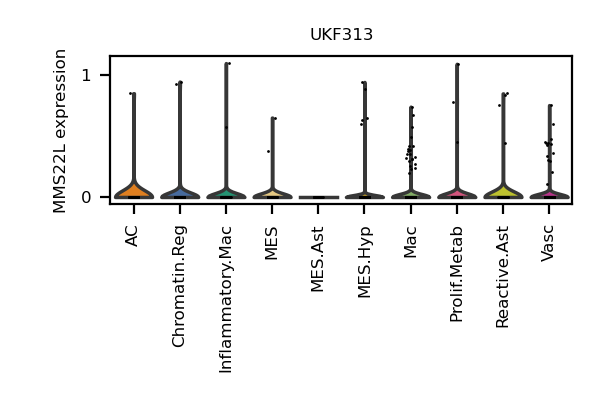 UKF313
MMS22L expression
1
0
AC
Chromatin.Reg
Inflammatory.Mac
MES
MES.Ast
MES.Hyp
Mac
Prolif.Metab
Reactive.Ast
Vasc